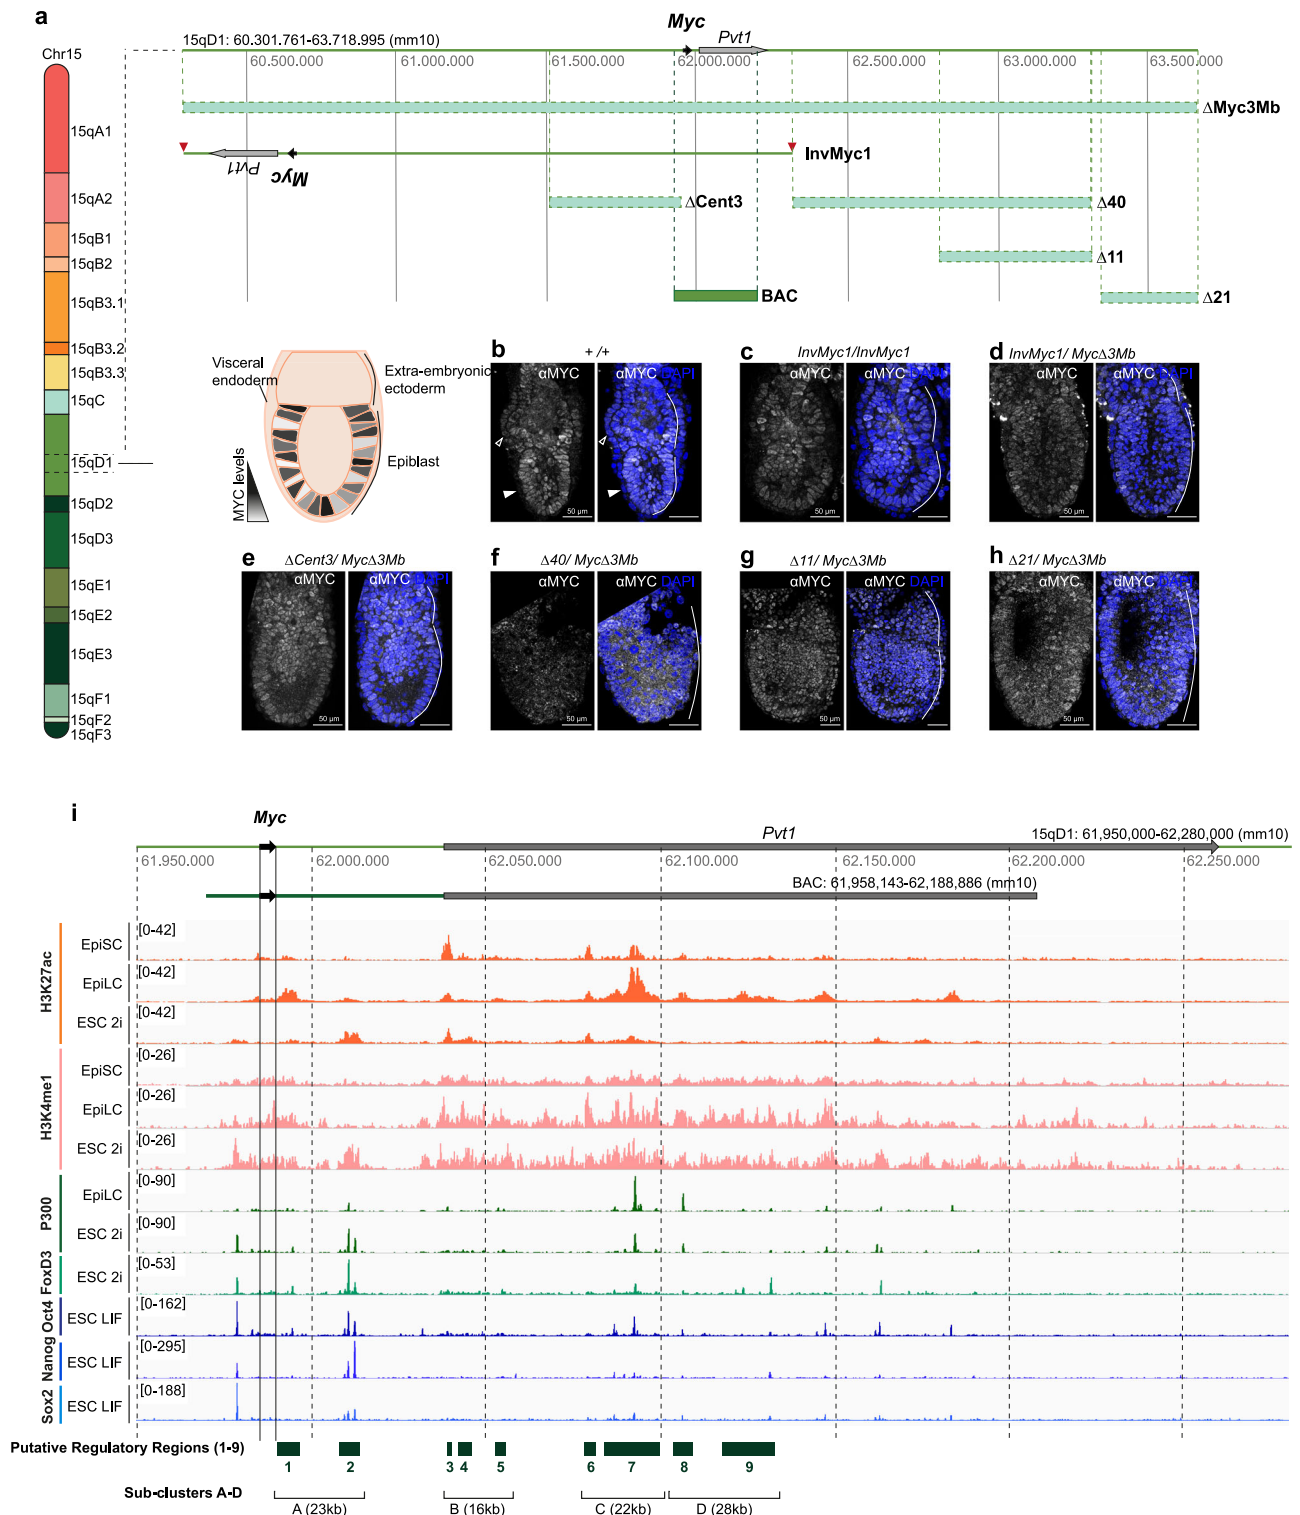 a
Myc
Chr15
15qD1: 60.301.761-63.718.995 (mm10)
Pvt1
60.500.000
61.000.000
61.500.000
62.000.000
62.500.000
63.000.000
63.500.000
ΔMyc3Mb
InvMyc1
Pvt1
Myc
ΔCent3
Δ40
Δ11
BAC
Δ21
15qA1
15qA2
15qB1
15qB2
15qB3.1
15qB3.2
15qB3.3
15qC
15qD1
15qD2
15qD3
15qE1
15qE2
15qE3
15qF1
15qF2
15qF3
Visceral
endoderm
Extra-embryonic
ectoderm
Epiblast
MYC levels
b
+ /+
αMYC
αMYC DAPI
50 μm
c
InvMyc1/InvMyc1
αMYC
αMYC DAPI
50 μm
d
InvMyc1/ MycΔ3Mb
αMYC
αMYC DAPI
50 μm
e
ΔCent3/ MycΔ3Mb
αMYC
αMYC DAPI
50 μm
f
Δ40/ MycΔ3Mb
αMYC
αMYC DAPI
50 μm
g
Δ11/ MycΔ3Mb
αMYC
αMYC DAPI
50 μm
h
Δ21/ MycΔ3Mb
αMYC
αMYC DAPI
50 μm
i
Myc
Pvt1
15qD1: 61,950,000-62,280,000 (mm10)
61.950.000
62.000.000
62.050.000
62.100.000
62.150.000
62.200.000
62.250.000
BAC: 61,958,143-62,188,886 (mm10)
H3K27ac
EpiSC
[0-42]
EpiLC
[0-42]
ESC 2i
[0-42]
H3K4me1
EpiSC
[0-26]
EpiLC
[0-26]
ESC 2i
[0-26]
P300
EpiLC
[0-90]
ESC 2i
[0-90]
FoxD3
ESC 2i
[0-53]
Oct4
ESC LIF
[0-162]
Nanog
ESC LIF
[0-295]
Sox2
ESC LIF
[0-188]
Putative Regulatory Regions (1-9)
1 2 3 4 5 6 7 8 9
Sub-clusters A-D
A (23kb) B (16kb) C (22kb) D (28kb)